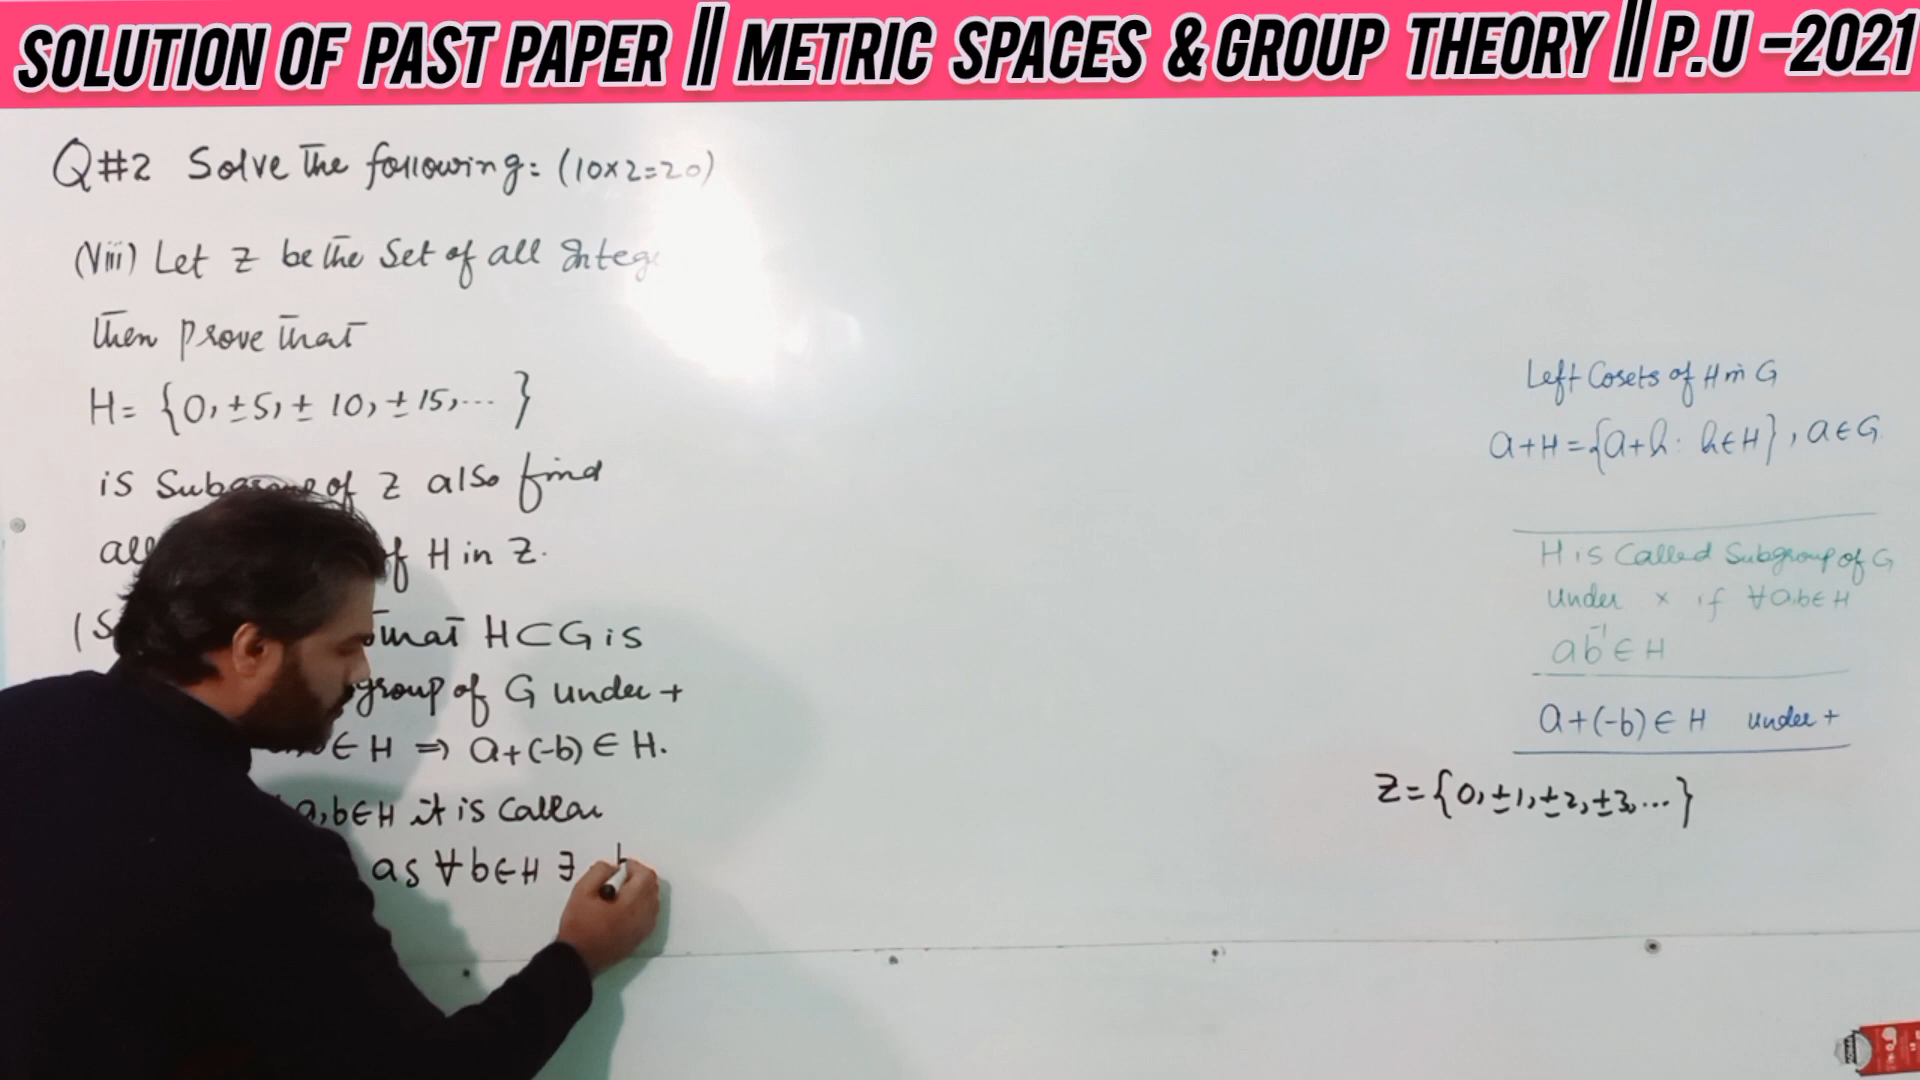 SOLUTION OF PAST PAPER || METRIC SPACES & GROUP THEORY || P.U -2021
Q#2 Solve the following: (10×2=20)
(viii) Let Z be the Set of all Intege
then prove that
H= {0, ±5, ± 10, ±15, ... }
is Subgroup of Z also find
all of H in Z.
that H⊂G is
group of G under +
∈ H ⇒ a+(-b) ∈ H.
a,b∈H it is
as ∀b∈H ∃
Left Cosets of H in G
a+H={a+h: h∈H}, a∈G.
H is Called Subgroup of G
under × if ∀a,b∈H
ab⁻¹ ∈ H
a+(-b) ∈ H under +
Z={0, ±1, ±2, ±3, ... }